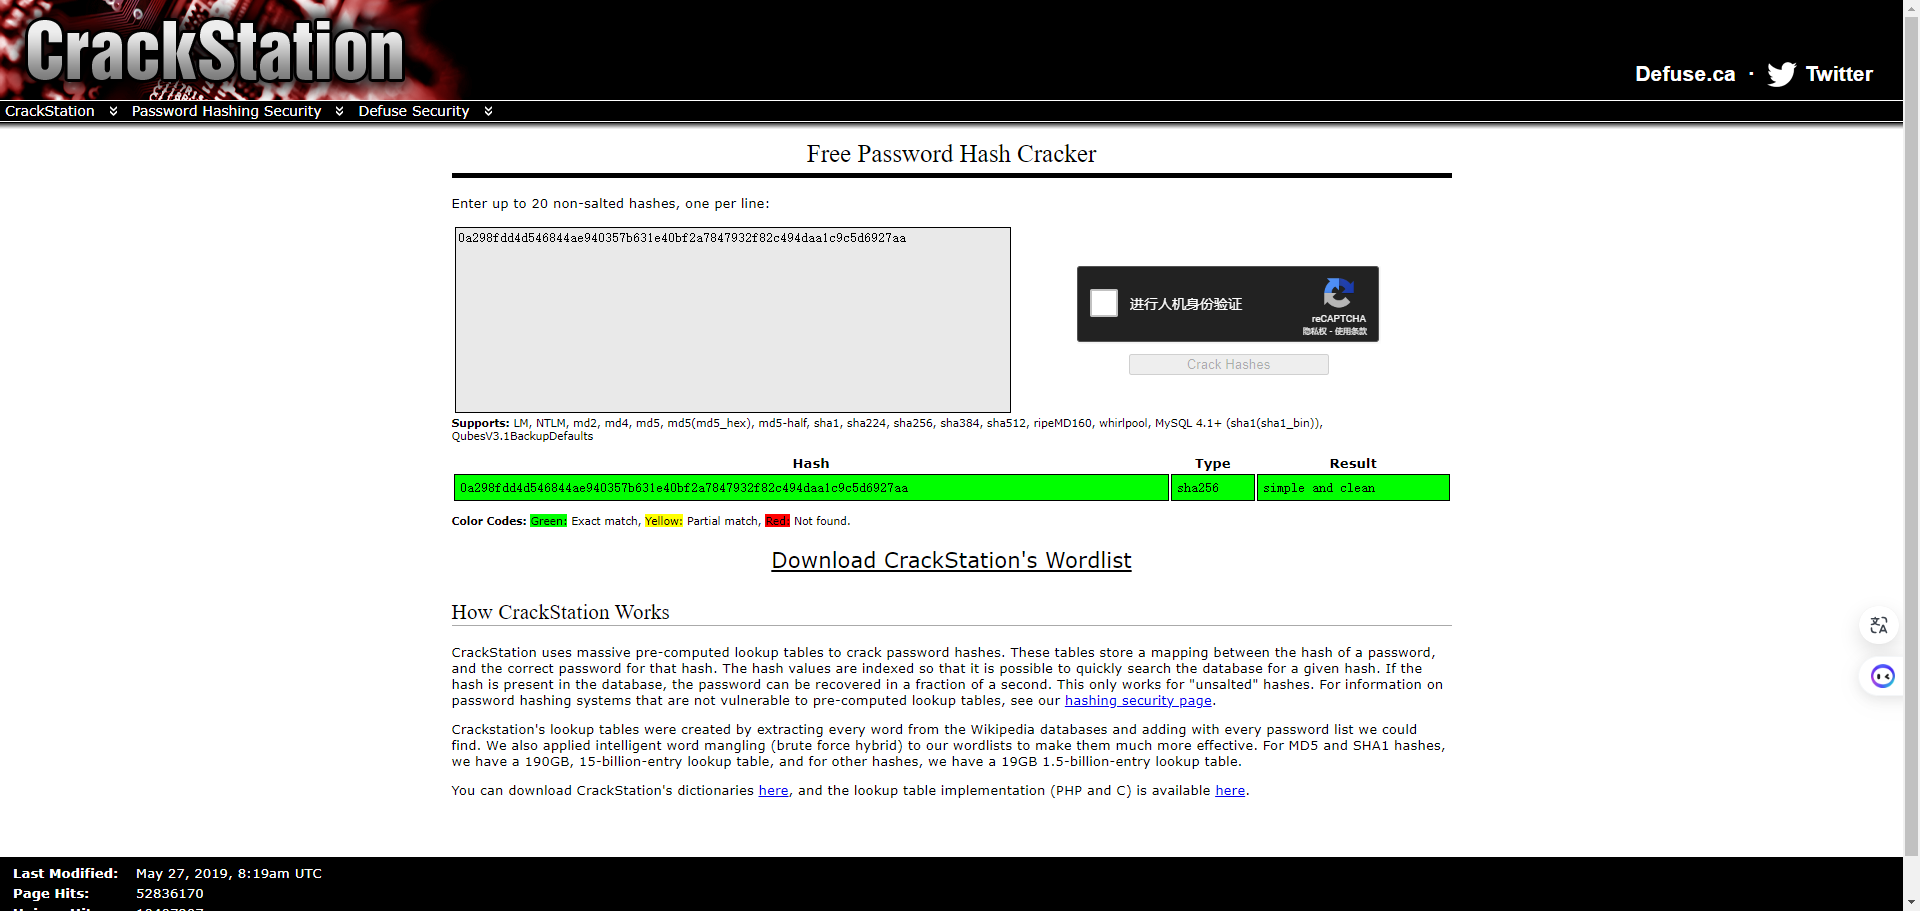 CrackStation
Defuse.ca · Twitter
CrackStation Password Hashing Security Defuse Security
Free Password Hash Cracker
Enter up to 20 non-salted hashes, one per line:
0a298fdd4d546844ae940357b631e40bf2a7847932f82c494daa1c9c5d6927aa
进行人机身份验证
reCAPTCHA
隐私权 - 使用条款
Crack Hashes
Supports: LM, NTLM, md2, md4, md5, md5(md5_hex), md5-half, sha1, sha224, sha256, sha384, sha512, ripeMD160, whirlpool, MySQL 4.1+ (sha1(sha1_bin)),
QubesV3.1BackupDefaults
Hash Type Result
0a298fdd4d546844ae940357b631e40bf2a7847932f82c494daa1c9c5d6927aa sha256 simple and clean
Color Codes: Green: Exact match, Yellow: Partial match, Red: Not found.
Download CrackStation's Wordlist
How CrackStation Works
CrackStation uses massive pre-computed lookup tables to crack password hashes. These tables store a mapping between the hash of a password,
and the correct password for that hash. The hash values are indexed so that it is possible to quickly search the database for a given hash. If the
hash is present in the database, the password can be recovered in a fraction of a second. This only works for "unsalted" hashes. For information on
password hashing systems that are not vulnerable to pre-computed lookup tables, see our hashing security page.
Crackstation's lookup tables were created by extracting every word from the Wikipedia databases and adding with every password list we could
find. We also applied intelligent word mangling (brute force hybrid) to our wordlists to make them much more effective. For MD5 and SHA1 hashes,
we have a 190GB, 15-billion-entry lookup table, and for other hashes, we have a 19GB 1.5-billion-entry lookup table.
You can download CrackStation's dictionaries here, and the lookup table implementation (PHP and C) is available here.
Last Modified: May 27, 2019, 8:19am UTC
Page Hits: 52836170